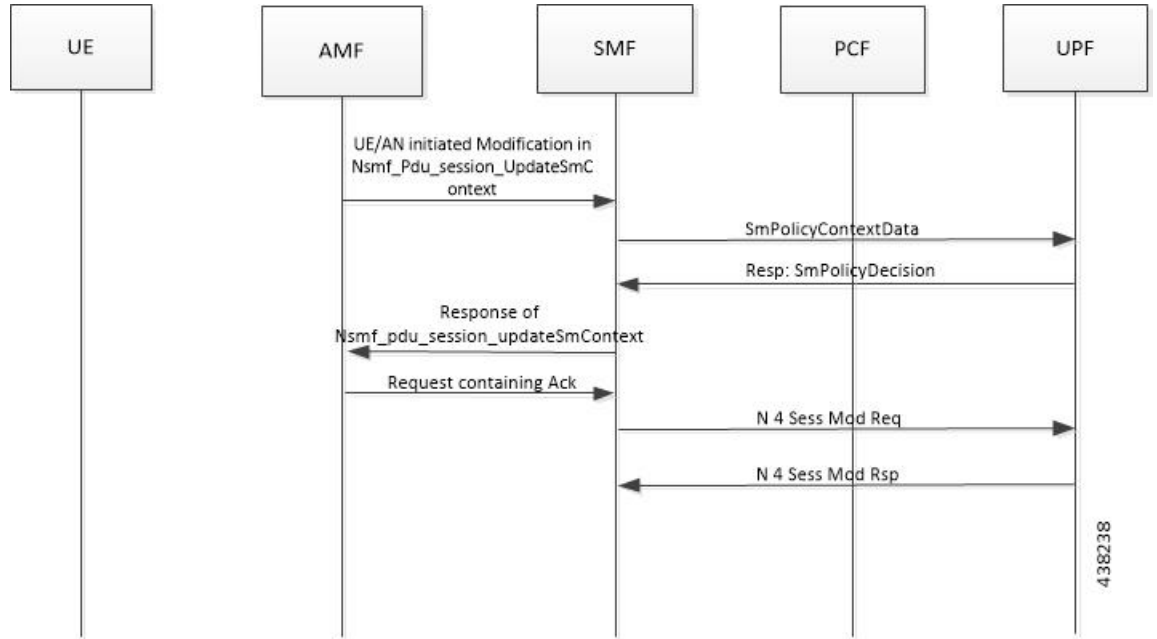 UE
AMF
SMF
PCF
UPF
UE/AN initiated Modification in
Nsmf_Pdu_session_UpdateSmC
ontext
SmPolicyContextData
Resp: SmPolicyDecision
Response of
Nsmf_pdu_session_updateSmContext
Request containing Ack
N 4 Sess Mod Req
N 4 Sess Mod Rsp
438238